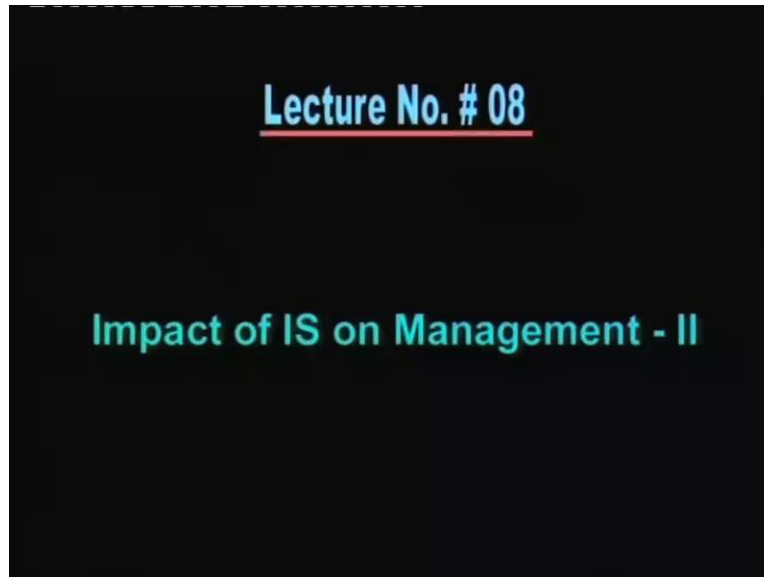 Lecture No. # 08
Impact of IS on Management - II